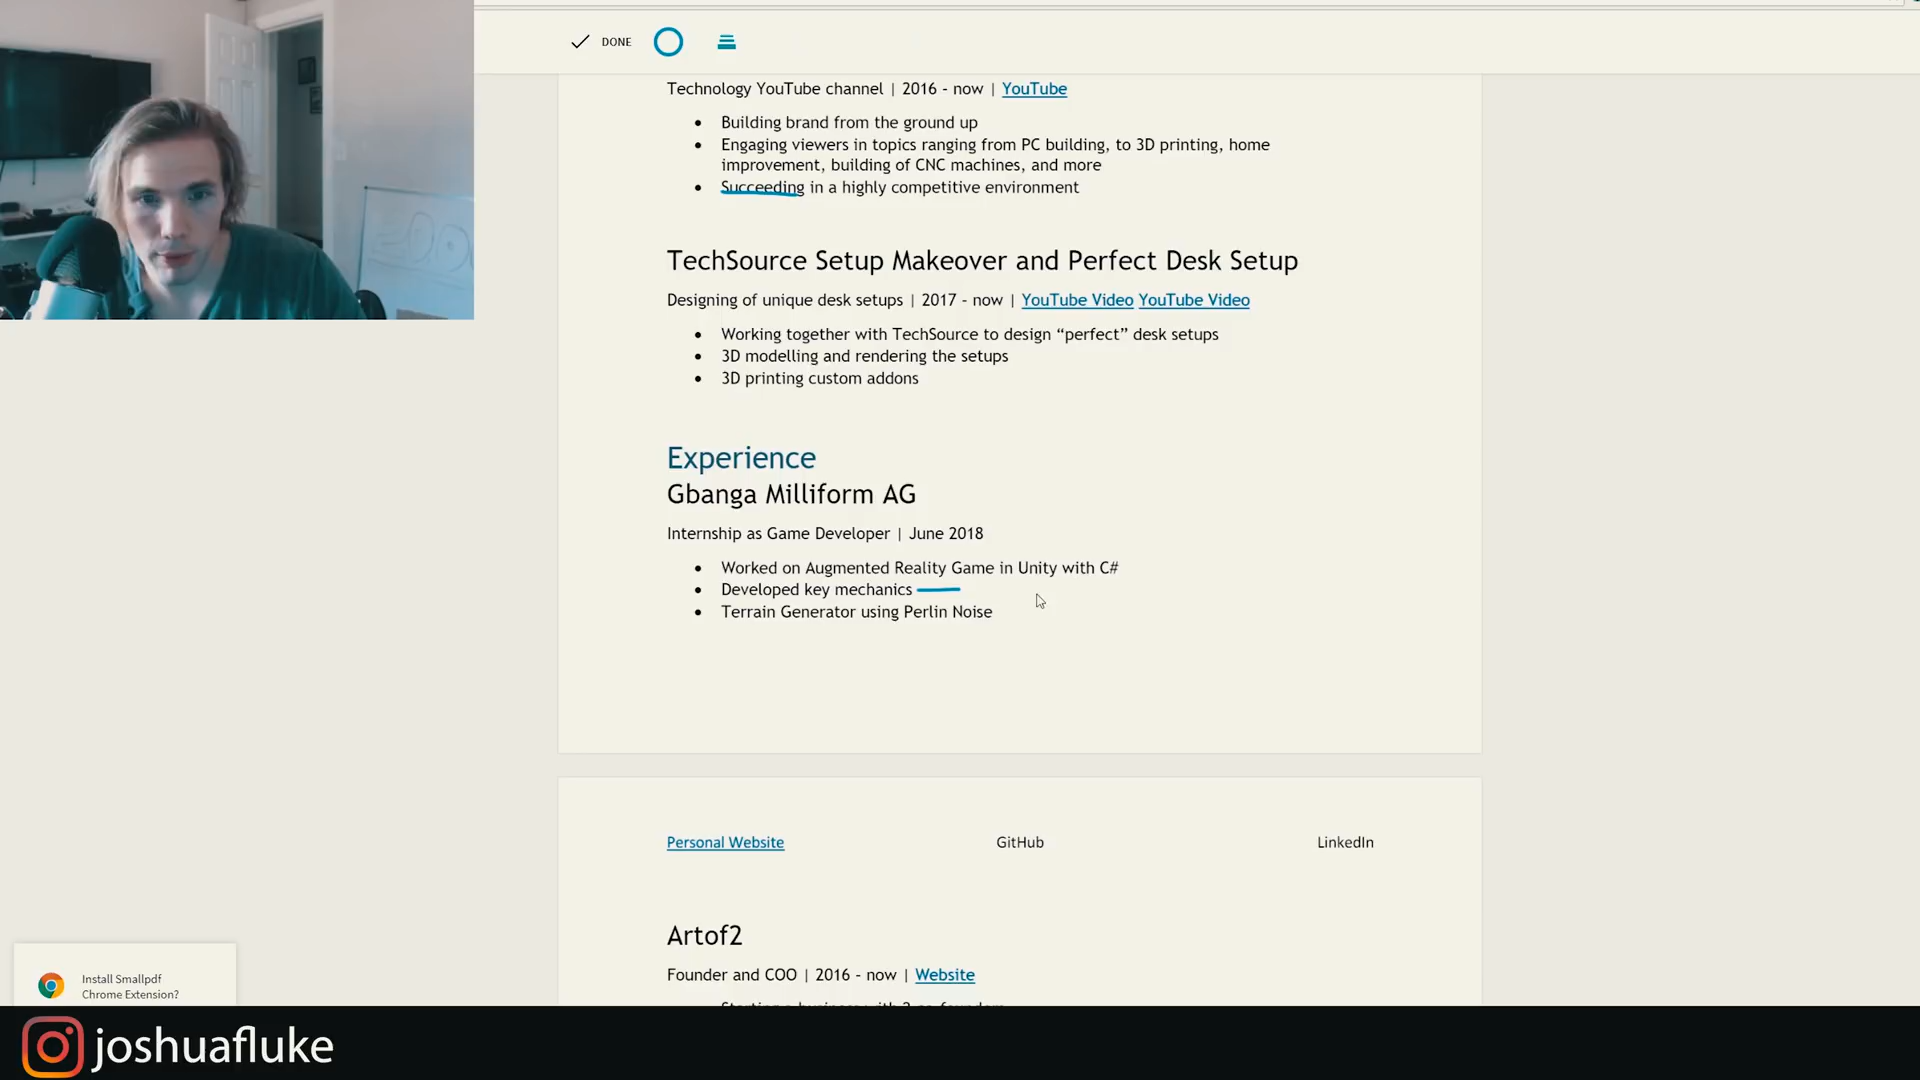 DONE
Technology YouTube channel | 2016 - now | YouTube
• Building brand from the ground up
• Engaging viewers in topics ranging from PC building, to 3D printing, home
improvement, building of CNC machines, and more
• Succeeding in a highly competitive environment
TechSource Setup Makeover and Perfect Desk Setup
Designing of unique desk setups | 2017 - now | YouTube Video YouTube Video
• Working together with TechSource to design “perfect” desk setups
• 3D modelling and rendering the setups
• 3D printing custom addons
Experience
Gbanga Milliform AG
Internship as Game Developer | June 2018
• Worked on Augmented Reality Game in Unity with C#
• Developed key mechanics
• Terrain Generator using Perlin Noise
Personal Website GitHub LinkedIn
Artof2
Founder and COO | 2016 - now | Website
Starting a business with 2 co-founders
Install Smallpdf
Chrome Extension?
joshuafluke